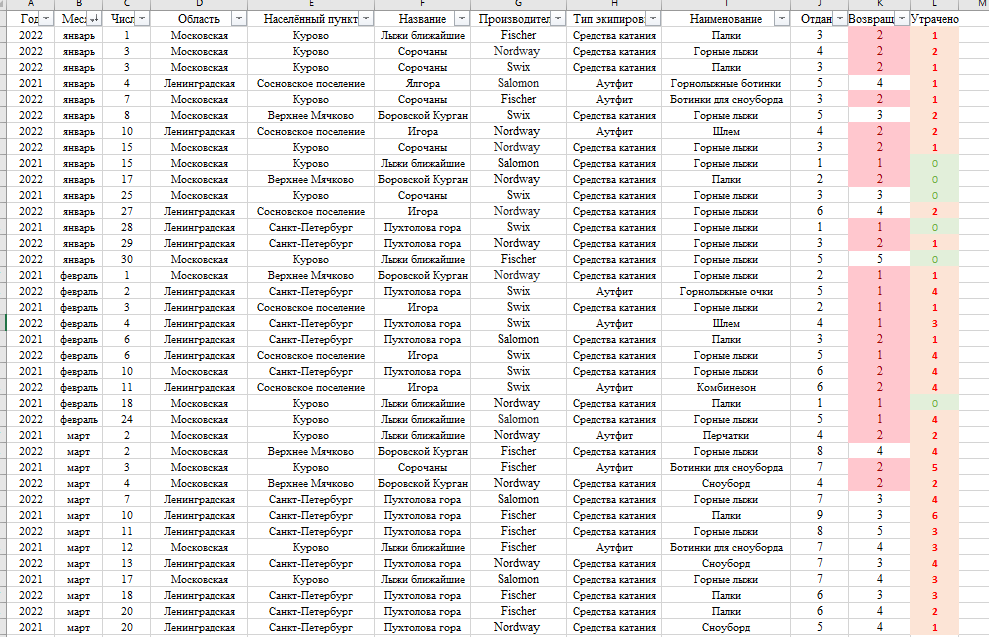 A B C D E F G H I J K L M
Год Меся Числ Область Населённый пункт Название Производител Тип экипиров Наименование Отдан Возвращ Утрачено
2022 январь 1 Московская Курово Лыжи ближайшие Fischer Средства катания Палки 3 2 1
2022 январь 3 Московская Курово Сорочаны Nordway Средства катания Горные лыжи 4 2 2
2022 январь 3 Московская Курово Сорочаны Swix Средства катания Палки 3 2 1
2021 январь 4 Ленинградская Сосновское поселение Ялгора Salomon Аутфит Горнолыжные ботинки 5 4 1
2022 январь 7 Московская Курово Сорочаны Fischer Аутфит Ботинки для сноуборда 3 2 1
2022 январь 8 Московская Верхнее Мячково Боровской Курган Swix Средства катания Горные лыжи 5 3 2
2022 январь 10 Ленинградская Сосновское поселение Игора Nordway Аутфит Шлем 4 2 2
2022 январь 15 Московская Курово Сорочаны Nordway Средства катания Горные лыжи 3 2 1
2021 январь 15 Московская Курово Лыжи ближайшие Salomon Средства катания Горные лыжи 1 1 0
2022 январь 17 Московская Верхнее Мячково Боровской Курган Nordway Средства катания Палки 2 2 0
2021 январь 25 Московская Курово Сорочаны Swix Средства катания Горные лыжи 3 3 0
2022 январь 27 Ленинградская Сосновское поселение Игора Nordway Средства катания Горные лыжи 6 4 2
2021 январь 28 Ленинградская Санкт-Петербург Пухтолова гора Swix Средства катания Горные лыжи 1 1 0
2022 январь 29 Ленинградская Санкт-Петербург Пухтолова гора Nordway Средства катания Горные лыжи 3 2 1
2022 январь 30 Московская Курово Лыжи ближайшие Fischer Средства катания Горные лыжи 5 5 0
2021 февраль 1 Московская Верхнее Мячково Боровской Курган Nordway Средства катания Горные лыжи 2 1 1
2022 февраль 2 Ленинградская Санкт-Петербург Пухтолова гора Swix Аутфит Горнолыжные очки 5 1 4
2021 февраль 3 Ленинградская Сосновское поселение Игора Swix Средства катания Горные лыжи 2 1 1
2022 февраль 4 Ленинградская Санкт-Петербург Пухтолова гора Swix Аутфит Шлем 4 1 3
2021 февраль 6 Ленинградская Санкт-Петербург Пухтолова гора Salomon Средства катания Палки 3 2 1
2022 февраль 6 Ленинградская Сосновское поселение Игора Swix Средства катания Горные лыжи 5 1 4
2022 февраль 10 Московская Санкт-Петербург Пухтолова гора Swix Средства катания Горные лыжи 6 2 4
2022 февраль 11 Ленинградская Сосновское поселение Игора Swix Аутфит Комбинезон 6 2 4
2021 февраль 18 Московская Курово Лыжи ближайшие Nordway Средства катания Палки 1 1 0
2022 февраль 24 Московская Курово Лыжи ближайшие Salomon Средства катания Горные лыжи 5 1 4
2021 март 2 Московская Курово Лыжи ближайшие Nordway Аутфит Перчатки 4 2 2
2022 март 2 Московская Верхнее Мячково Боровской Курган Fischer Средства катания Горные лыжи 8 4 4
2021 март 3 Московская Курово Сорочаны Fischer Аутфит Ботинки для сноуборда 7 2 5
2022 март 4 Московская Верхнее Мячково Боровской Курган Nordway Средства катания Сноуборд 4 2 2
2022 март 7 Ленинградская Санкт-Петербург Пухтолова гора Salomon Средства катания Горные лыжи 7 3 4
2021 март 10 Ленинградская Санкт-Петербург Пухтолова гора Fischer Средства катания Палки 9 3 6
2022 март 11 Ленинградская Санкт-Петербург Пухтолова гора Fischer Средства катания Горные лыжи 8 5 3
2021 март 12 Московская Курово Лыжи ближайшие Fischer Аутфит Ботинки для сноуборда 7 4 3
2022 март 13 Ленинградская Санкт-Петербург Пухтолова гора Nordway Средства катания Сноуборд 7 3 4
2021 март 17 Московская Курово Лыжи ближайшие Salomon Средства катания Горные лыжи 7 4 3
2022 март 18 Ленинградская Санкт-Петербург Пухтолова гора Fischer Средства катания Палки 6 3 3
2022 март 20 Ленинградская Санкт-Петербург Пухтолова гора Fischer Средства катания Палки 6 4 2
2021 март 20 Ленинградская Санкт-Петербург Пухтолова гора Nordway Средства катания Сноуборд 5 4 1